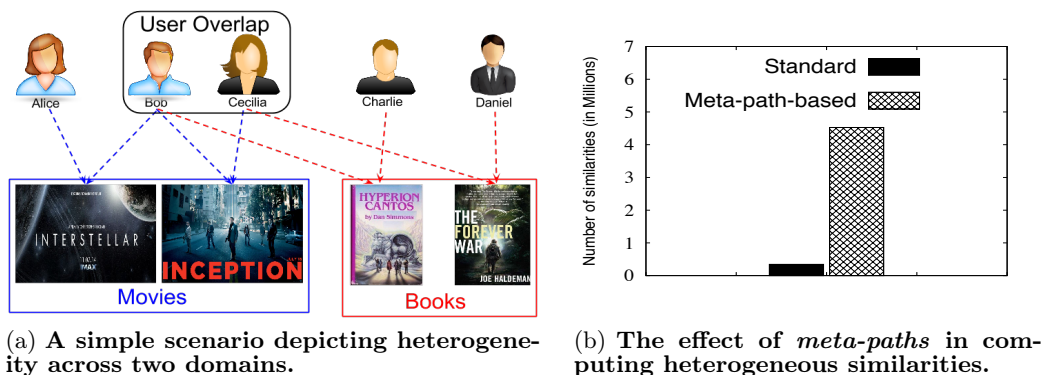 User Overlap
Alice
Bob
Cecilia
Charlie
Daniel
INTERSTELLAR
IMAX
INCEPTION
Movies
HYPERION
CANTOS
by Dan Simmons
THE
FOREVER
WAR
JOE HALDEMAN
Books
(a) A simple scenario depicting heterogene-
ity across two domains.
Number of similarities (in Millions)
7
6
5
4
3
2
1
0
Standard
Meta-path-based
(b) The effect of meta-paths in com-
puting heterogeneous similarities.